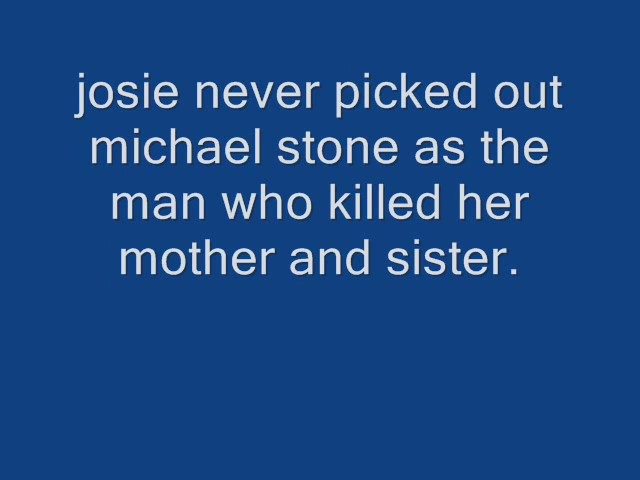 josie never picked out
michael stone as the
man who killed her
mother and sister.